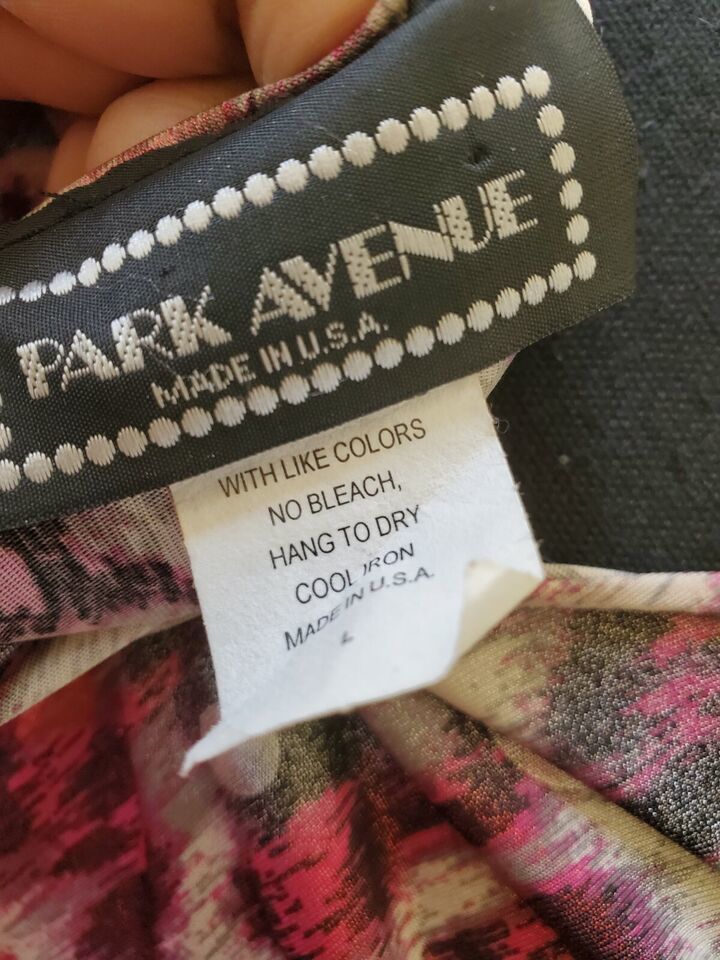 PARK AVENUE
MADE IN U.S.A.
WITH LIKE COLORS
NO BLEACH,
HANG TO DRY
COOL IRON
MADE IN U.S.A.
L